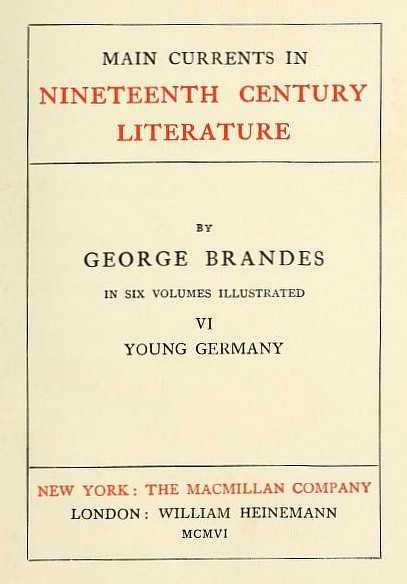 MAIN CURRENTS IN
NINETEENTH CENTURY
LITERATURE
BY
GEORGE BRANDES
IN SIX VOLUMES ILLUSTRATED
VI
YOUNG GERMANY
NEW YORK: THE MACMILLAN COMPANY
LONDON: WILLIAM HEINEMANN
MCMVI